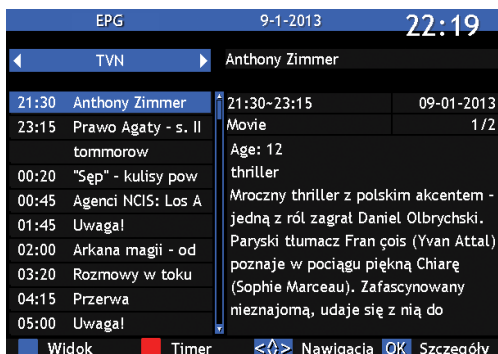 EPG 9-1-2013 22:19
TVN
Anthony Zimmer
21:30 Anthony Zimmer
23:15 Prawo Agaty - s. II
tommorow
00:20 "Sęp" - kulisy pow
00:45 Agenci NCIS: Los A
01:45 Uwaga!
02:00 Arkana magii - od
03:20 Rozmowy w toku
04:15 Przerwa
05:00 Uwaga!
21:30~23:15 09-01-2013
Movie 1/2
Age: 12
thriller
Mroczny thriller z polskim akcentem -
jedną z ról zagrał Daniel Olbrychski.
Paryski tłumacz Fran çois (Yvan Attal)
poznaje w pociągu piękną Chiarę
(Sophie Marceau). Zafascynowany
nieznajomą, udaje się z nią do
Widok Timer <◊> Nawigacja OK Szczegóły